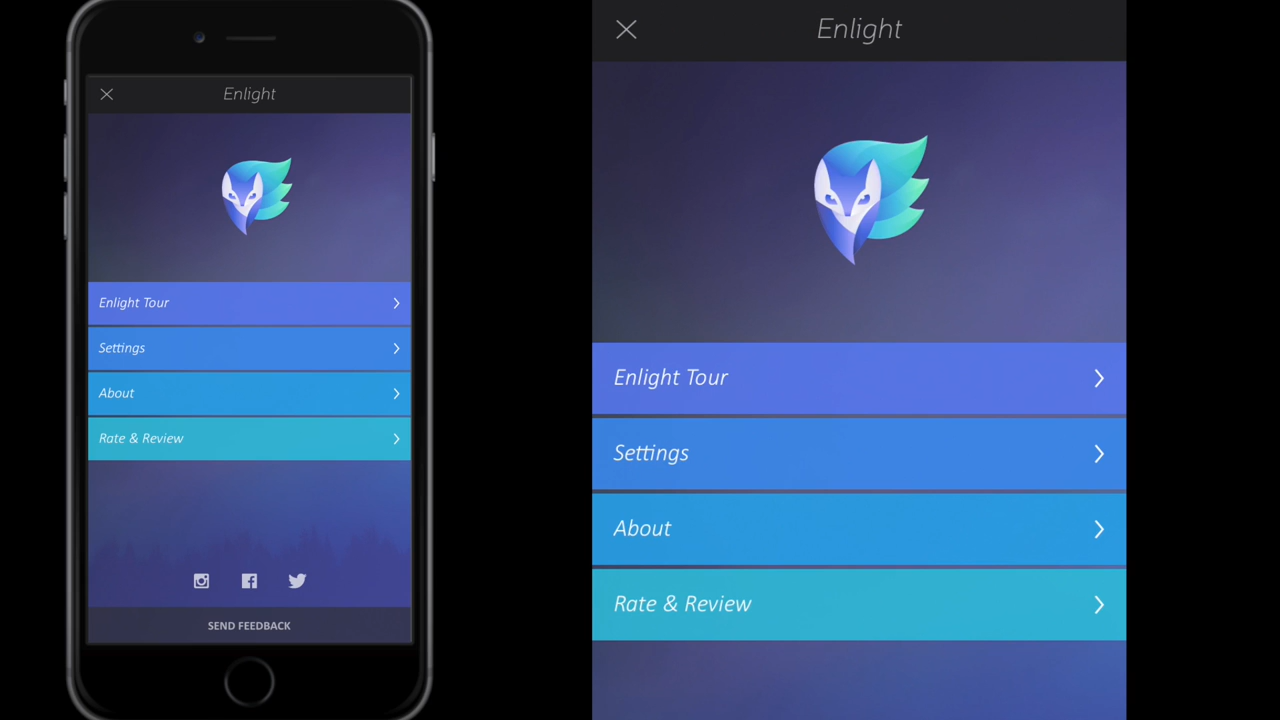 Enlight
Enlight Tour
Settings
About
Rate & Review
SEND FEEDBACK
Enlight
Enlight Tour
Settings
About
Rate & Review